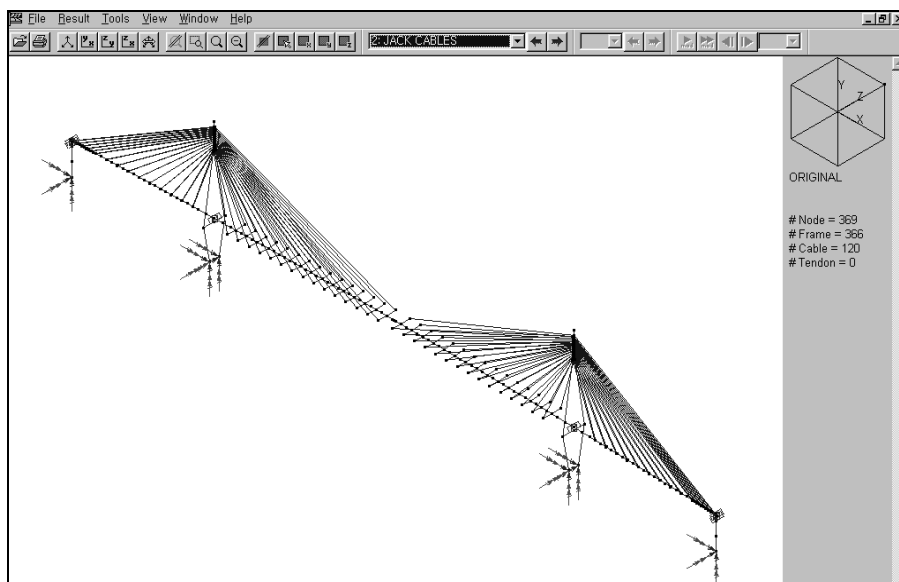 File Result Tools View Window Help
2: JACK CABLES
Y
Z
X
ORIGINAL
# Node = 369
# Frame = 366
# Cable = 120
# Tendon = 0